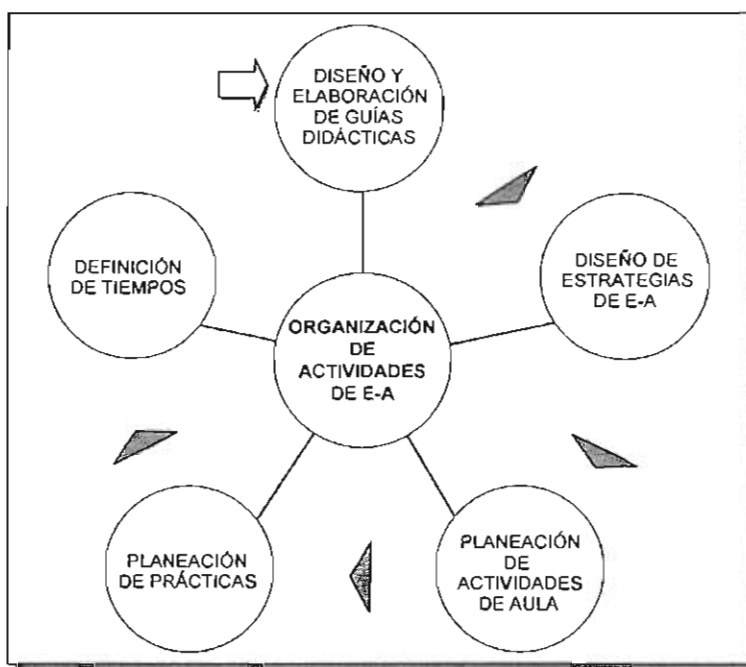 DISEÑO Y
ELABORACIÓN
DE GUÍAS
DIDÁCTICAS
DISEÑO DE
ESTRATEGIAS
DE E-A
PLANEACIÓN
DE
ACTIVIDADES
DE AULA
PLANEACIÓN
DE PRÁCTICAS
DEFINICIÓN
DE TIEMPOS
ORGANIZACIÓN
DE
ACTIVIDADES
DE E-A